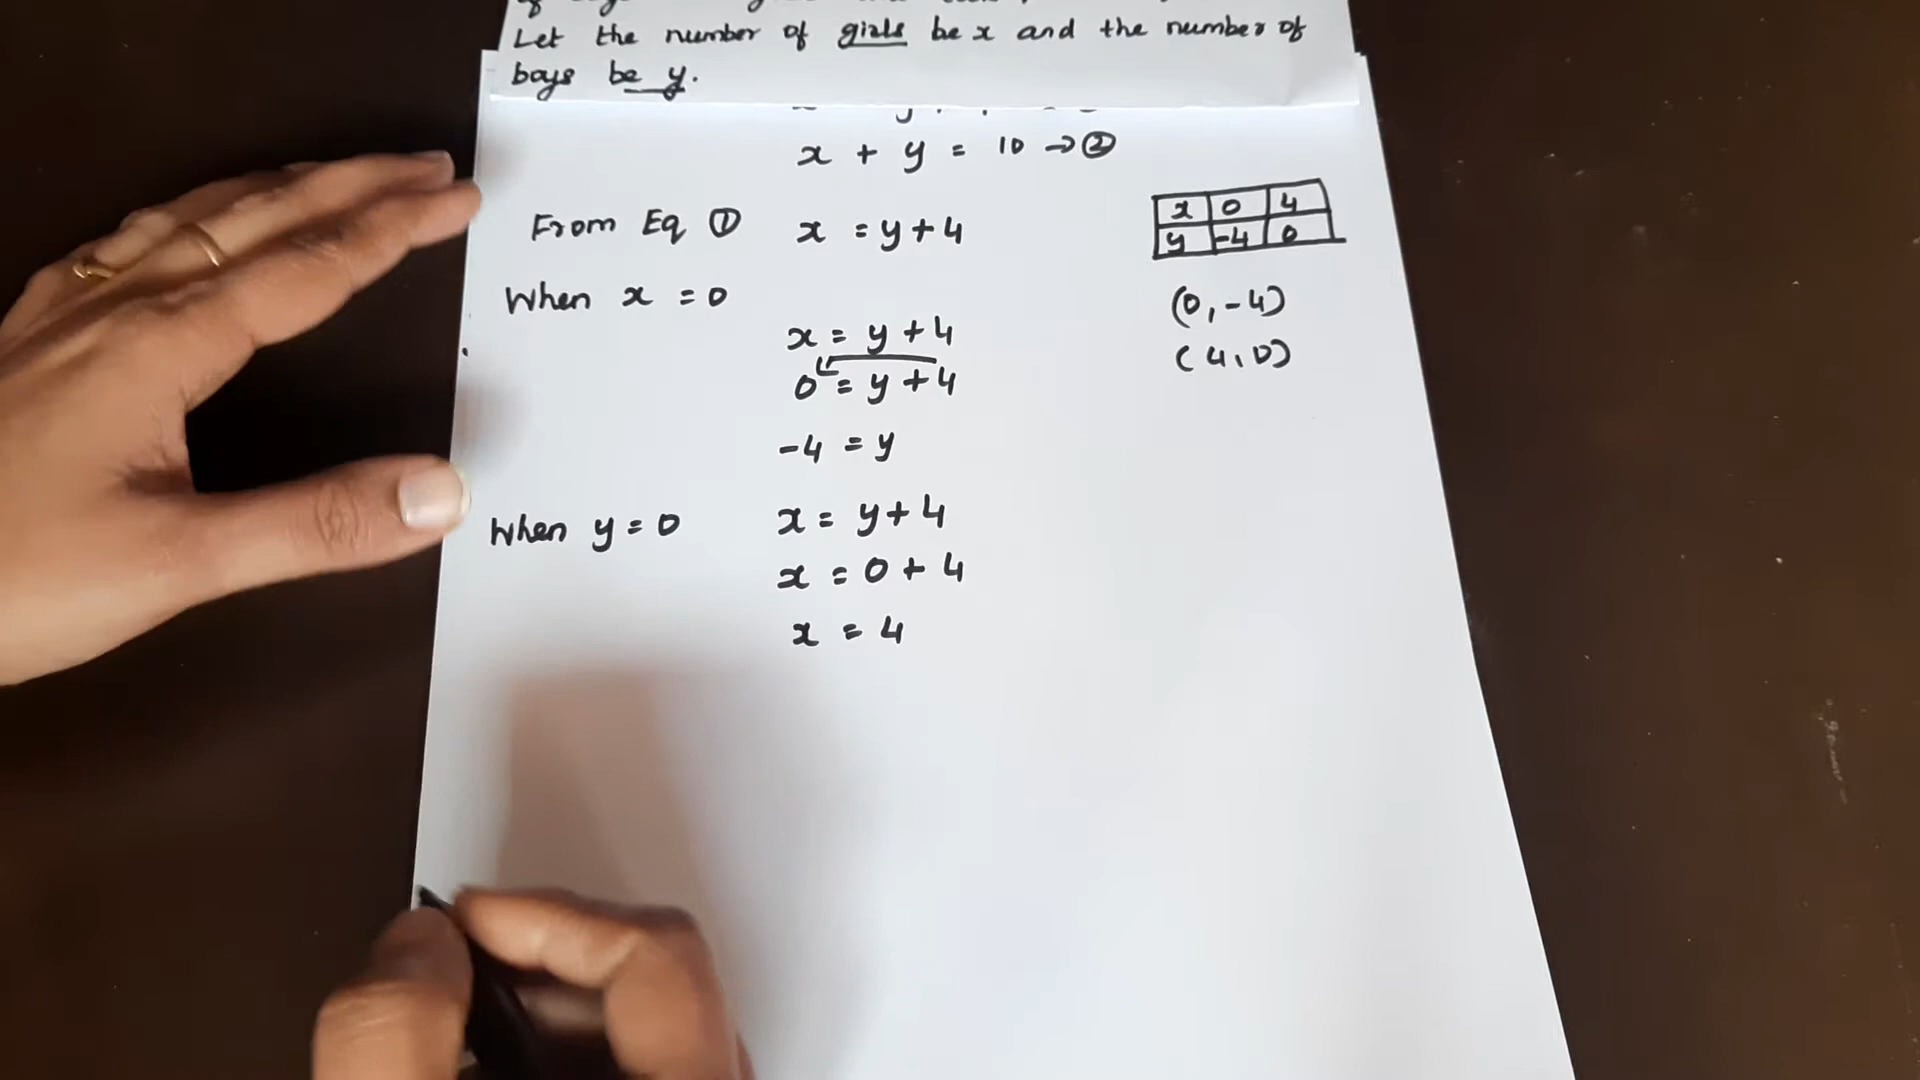 Let the number of girls be x and the number of
boys be y.
x + y = 10 → ②
From Eq ① x = y + 4
x 0 4
y -4 0
When x = 0
(0, -4)
x = y + 4
(4, 0)
0 = y + 4
-4 = y
When y = 0 x = y + 4
x = 0 + 4
x = 4